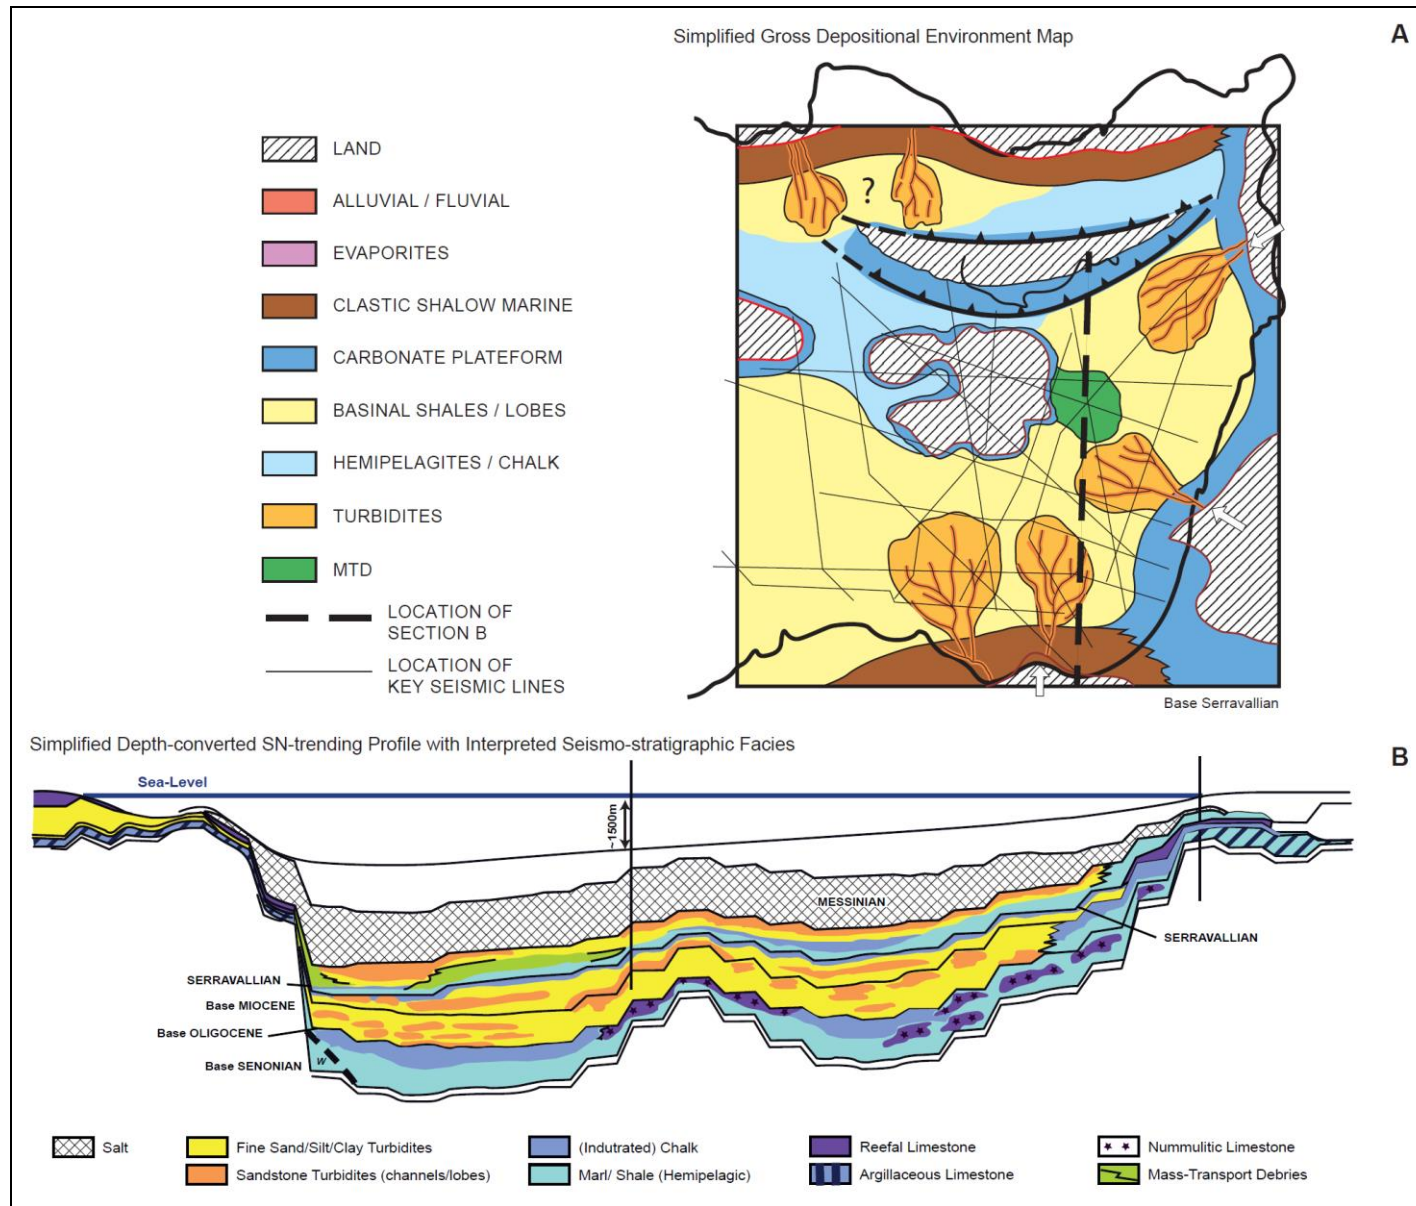 Simplified Gross Depositional Environment Map
A
LAND
ALLUVIAL / FLUVIAL
EVAPORITES
CLASTIC SHALOW MARINE
CARBONATE PLATEFORM
BASINAL SHALES / LOBES
HEMIPELAGITES / CHALK
TURBIDITES
MTD
LOCATION OF
SECTION B
LOCATION OF
KEY SEISMIC LINES
?
Base Serravallian
Simplified Depth-converted SN-trending Profile with Interpreted Seismo-stratigraphic Facies
B
Sea-Level
~1500m
MESSINIAN
SERRAVALLIAN
SERRAVALLIAN
Base MIOCENE
Base OLIGOCENE
Base SENONIAN
W
Salt
Fine Sand/Silt/Clay Turbidites
(Indutrated) Chalk
Reefal Limestone
Nummulitic Limestone
Sandstone Turbidites (channels/lobes)
Marl/ Shale (Hemipelagic)
Argillaceous Limestone
Mass-Transport Debries